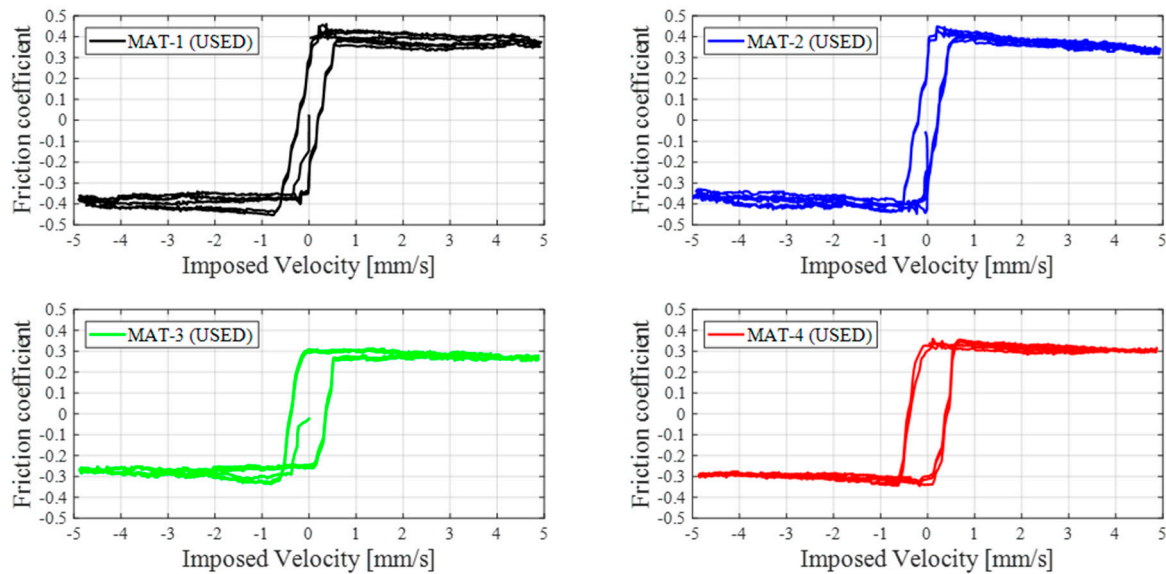 0.5
0.4
0.3
0.2
0.1
0
-0.1
-0.2
-0.3
-0.4
-0.5
Friction coefficient
MAT-1 (USED)
-5 -4 -3 -2 -1 0 1 2 3 4 5
Imposed Velocity [mm/s]
0.5
0.4
0.3
0.2
0.1
0
-0.1
-0.2
-0.3
-0.4
-0.5
Friction coefficient
MAT-2 (USED)
-5 -4 -3 -2 -1 0 1 2 3 4 5
Imposed Velocity [mm/s]
0.5
0.4
0.3
0.2
0.1
0
-0.1
-0.2
-0.3
-0.4
-0.5
Friction coefficient
MAT-3 (USED)
-5 -4 -3 -2 -1 0 1 2 3 4 5
Imposed Velocity [mm/s]
0.5
0.4
0.3
0.2
0.1
0
-0.1
-0.2
-0.3
-0.4
-0.5
Friction coefficient
MAT-4 (USED)
-5 -4 -3 -2 -1 0 1 2 3 4 5
Imposed Velocity [mm/s]